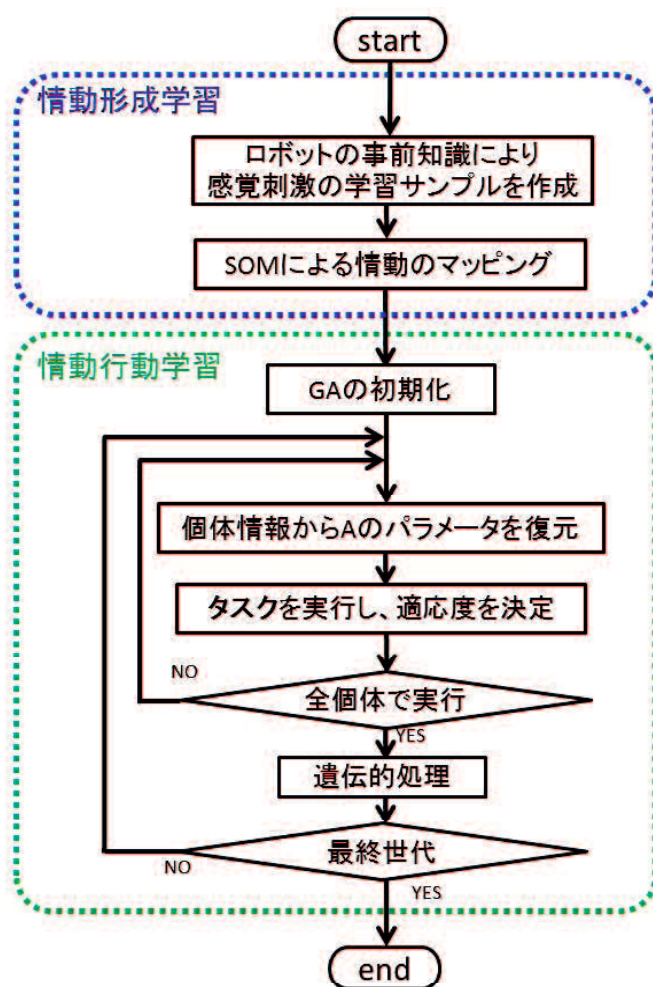 start
情動形成学習
ロボットの事前知識により
感覚刺激の学習サンプルを作成
SOMによる情動のマッピング
情動行動学習
GAの初期化
個体情報からAのパラメータを復元
タスクを実行し、適応度を決定
NO
全個体で実行
YES
遺伝的処理
最終世代
NO
YES
end